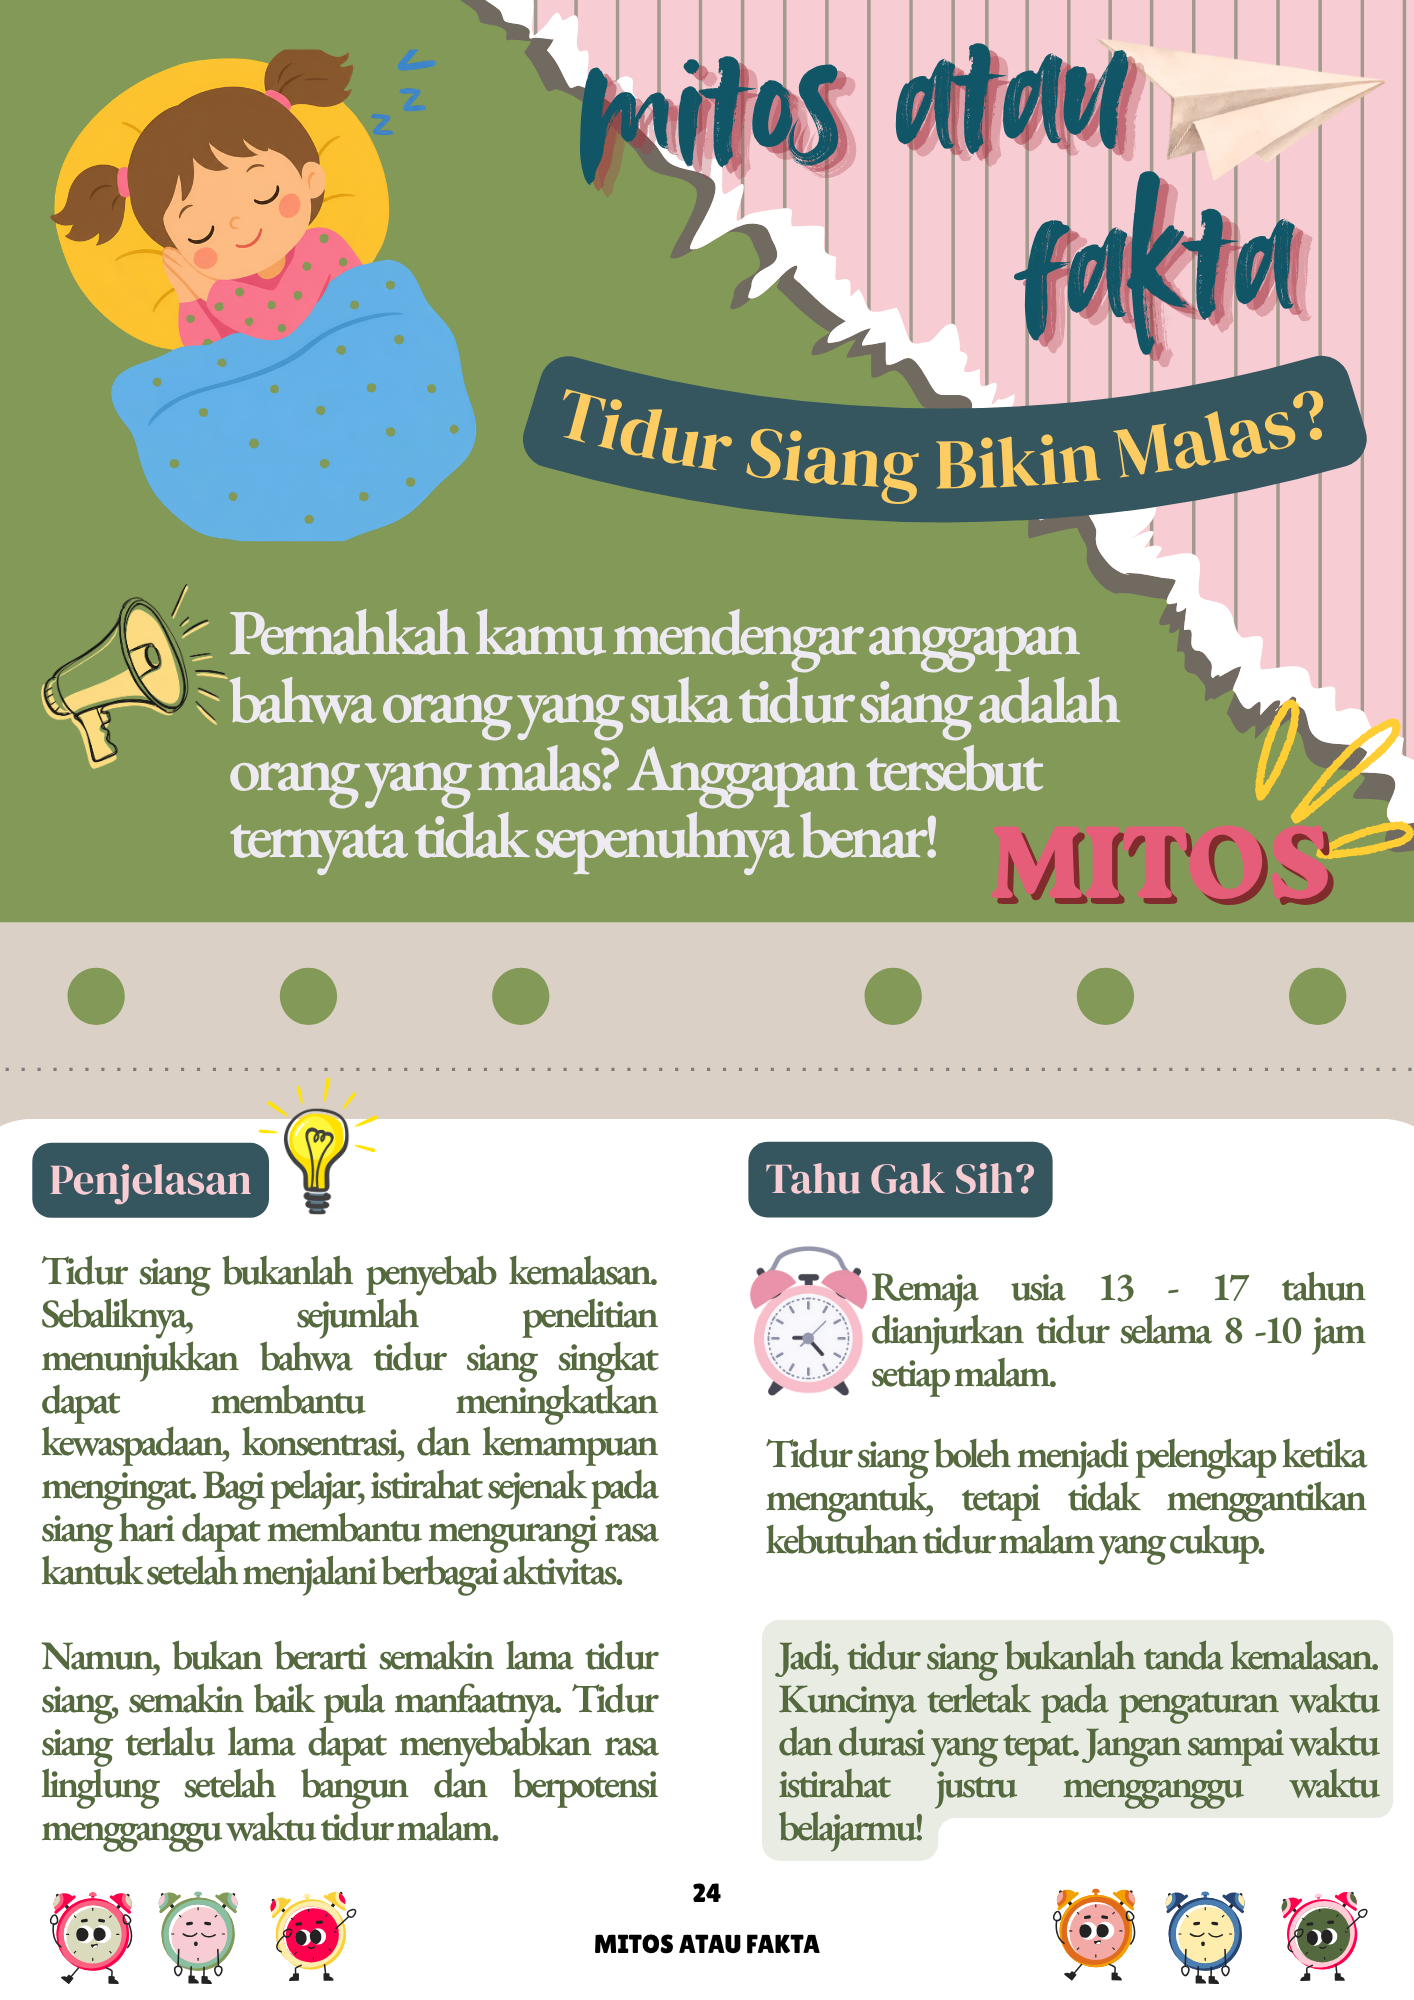 mitos atau
fakta
Tidur Siang Bikin Malas?
z
z
z
Pernahkah kamu mendengar anggapan
bahwa orang yang suka tidur siang adalah
orang yang malas? Anggapan tersebut
ternyata tidak sepenuhnya benar!
MITOS
Penjelasan
Tidur siang bukanlah penyebab kemalasan.
Sebaliknya, sejumlah penelitian
menunjukkan bahwa tidur siang singkat
dapat membantu meningkatkan
kewaspadaan, konsentrasi, dan kemampuan
mengingat. Bagi pelajar, istirahat sejenak pada
siang hari dapat membantu mengurangi rasa
kantuk setelah menjalani berbagai aktivitas.
Namun, bukan berarti semakin lama tidur
siang, semakin baik pula manfaatnya. Tidur
siang terlalu lama dapat menyebabkan rasa
linglung setelah bangun dan berpotensi
mengganggu waktu tidur malam.
Tahu Gak Sih?
Remaja usia 13 - 17 tahun
dianjurkan tidur selama 8 -10 jam
setiap malam.
Tidur siang boleh menjadi pelengkap ketika
mengantuk, tetapi tidak menggantikan
kebutuhan tidur malam yang cukup.
Jadi, tidur siang bukanlah tanda kemalasan.
Kuncinya terletak pada pengaturan waktu
dan durasi yang tepat. Jangan sampai waktu
istirahat justru mengganggu waktu
belajarmu!
24
MITOS ATAU FAKTA